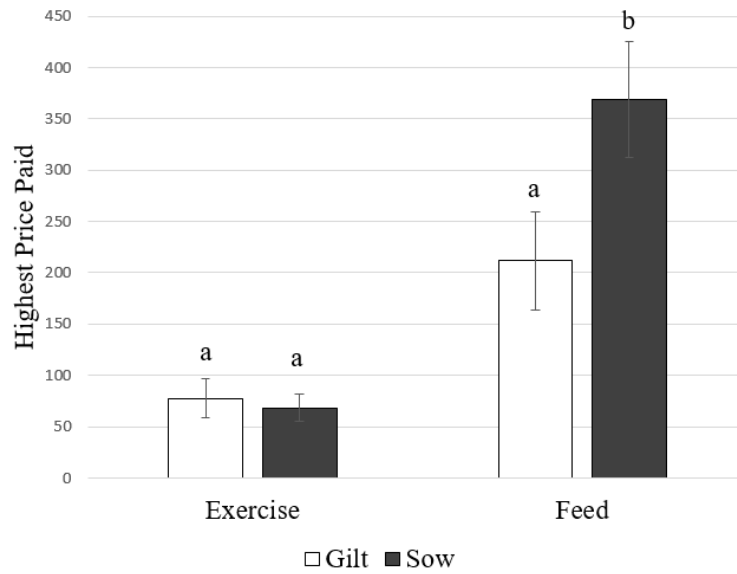 Highest Price Paid
450
400
350
300
250
200
150
100
50
0
a
a
a
b
Exercise
Feed
Gilt
Sow